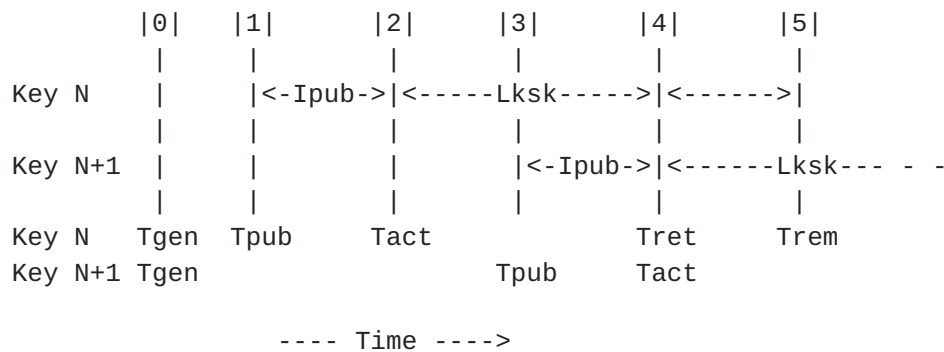 |0|    |1|      |2|     |3|      |4|      |5|
          |     |        |       |        |        |
Key N     |     |<-Ipub->|<-----Lksk----->|<------>|
          |     |        |       |        |        |
Key N+1   |     |        |       |<-Ipub->|<------Lksk--- - -
          |     |        |       |        |        |
Key N   Tgen  Tpub     Tact             Tret     Trem
Key N+1 Tgen                     Tpub     Tact

                 ---- Time ---->